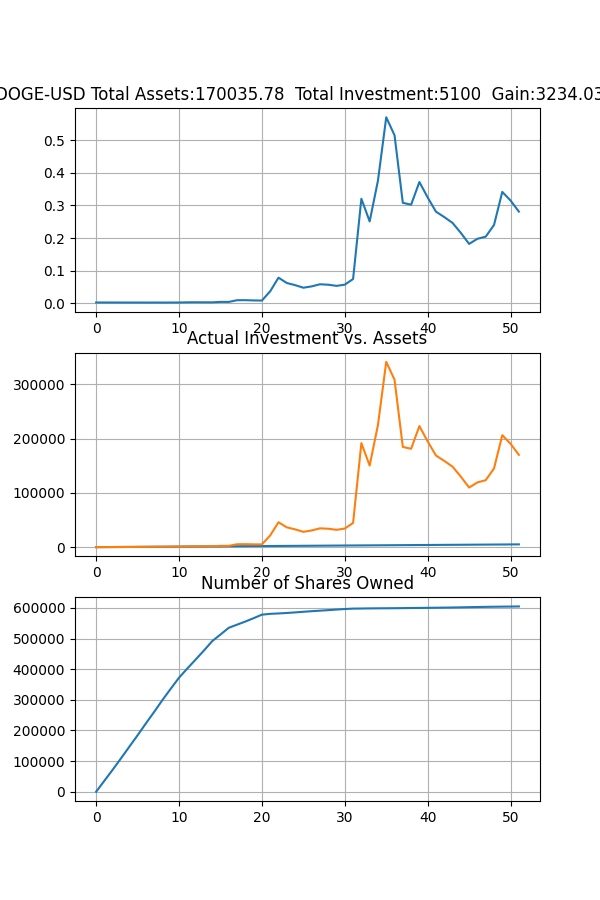 DOGE-USD Total Assets:170035.78  Total Investment:5100  Gain:3234.03
0.5
0.4
0.3
0.2
0.1
0.0
0 10 20 30 40 50
Actual Investment vs. Assets
300000
200000
100000
0
0 10 20 30 40 50
Number of Shares Owned
600000
500000
400000
300000
200000
100000
0
0 10 20 30 40 50